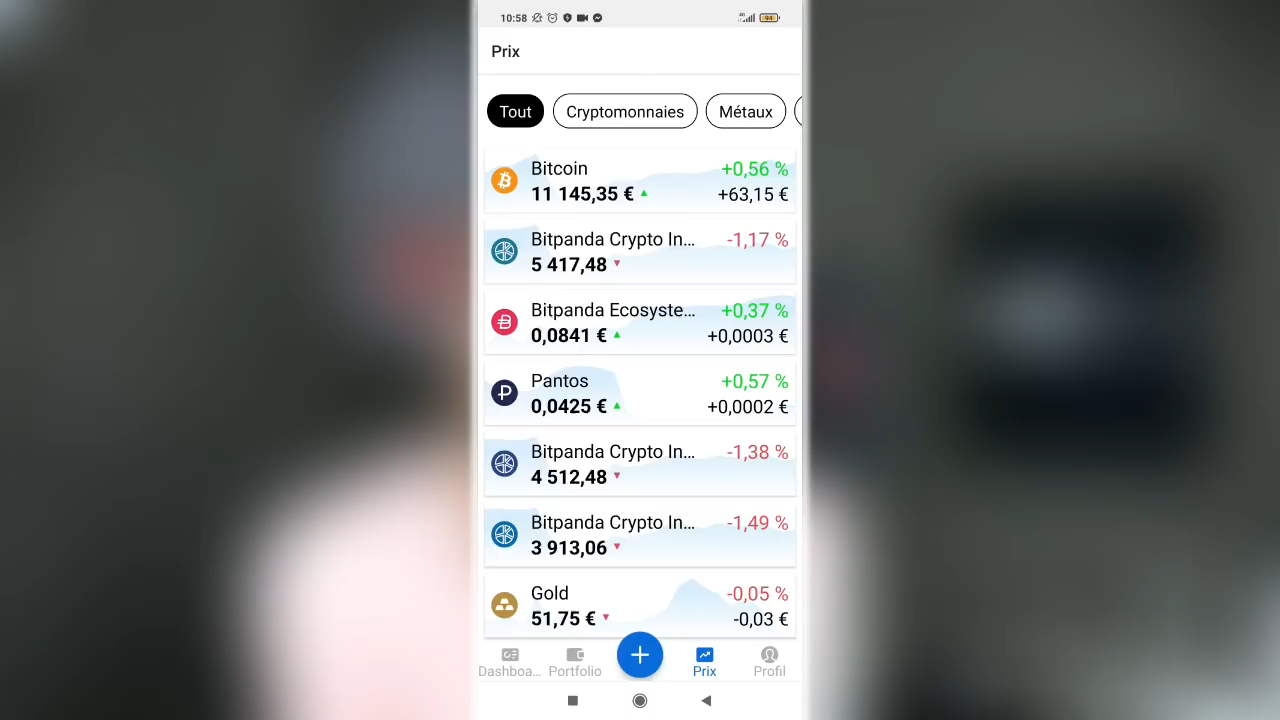 10:58 4G 94
Prix
Tout Cryptomonnaies Métaux
Bitcoin +0,56 %
11 145,35 € +63,15 €
Bitpanda Crypto In... -1,17 %
5 417,48
Bitpanda Ecosyste... +0,37 %
0,0841 € +0,0003 €
Pantos +0,57 %
0,0425 € +0,0002 €
Bitpanda Crypto In... -1,38 %
4 512,48
Bitpanda Crypto In... -1,49 %
3 913,06
Gold -0,05 %
51,75 € -0,03 €
Dashboa... Portfolio Prix Profil